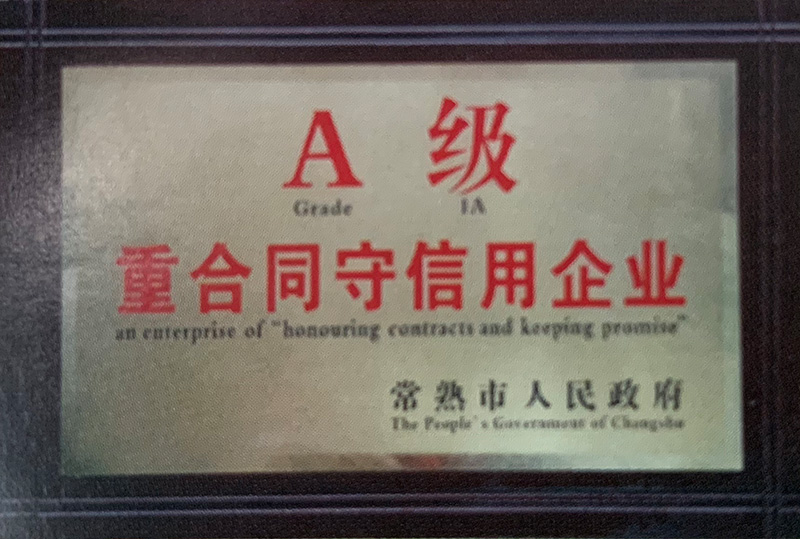 A 级
Grade IA
重合同守信用企业
an enterprise of "honouring contracts and keeping promise"
常熟市人民政府
The People's Government of Changshu